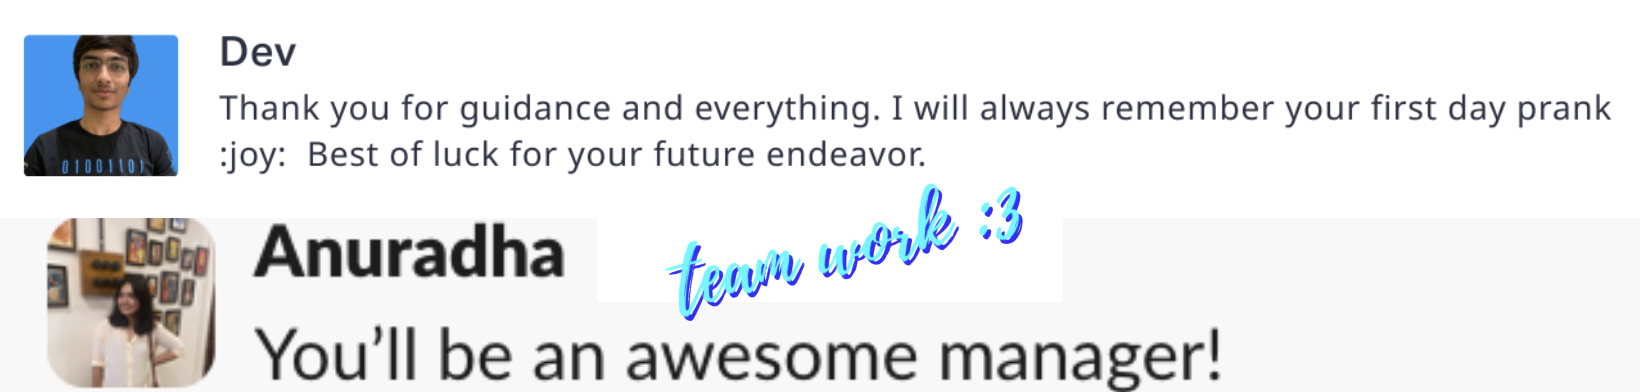 Dev
Thank you for guidance and everything. I will always remember your first day prank
:joy:  Best of luck for your future endeavor.
01001101
team work :3
Anuradha
You’ll be an awesome manager!